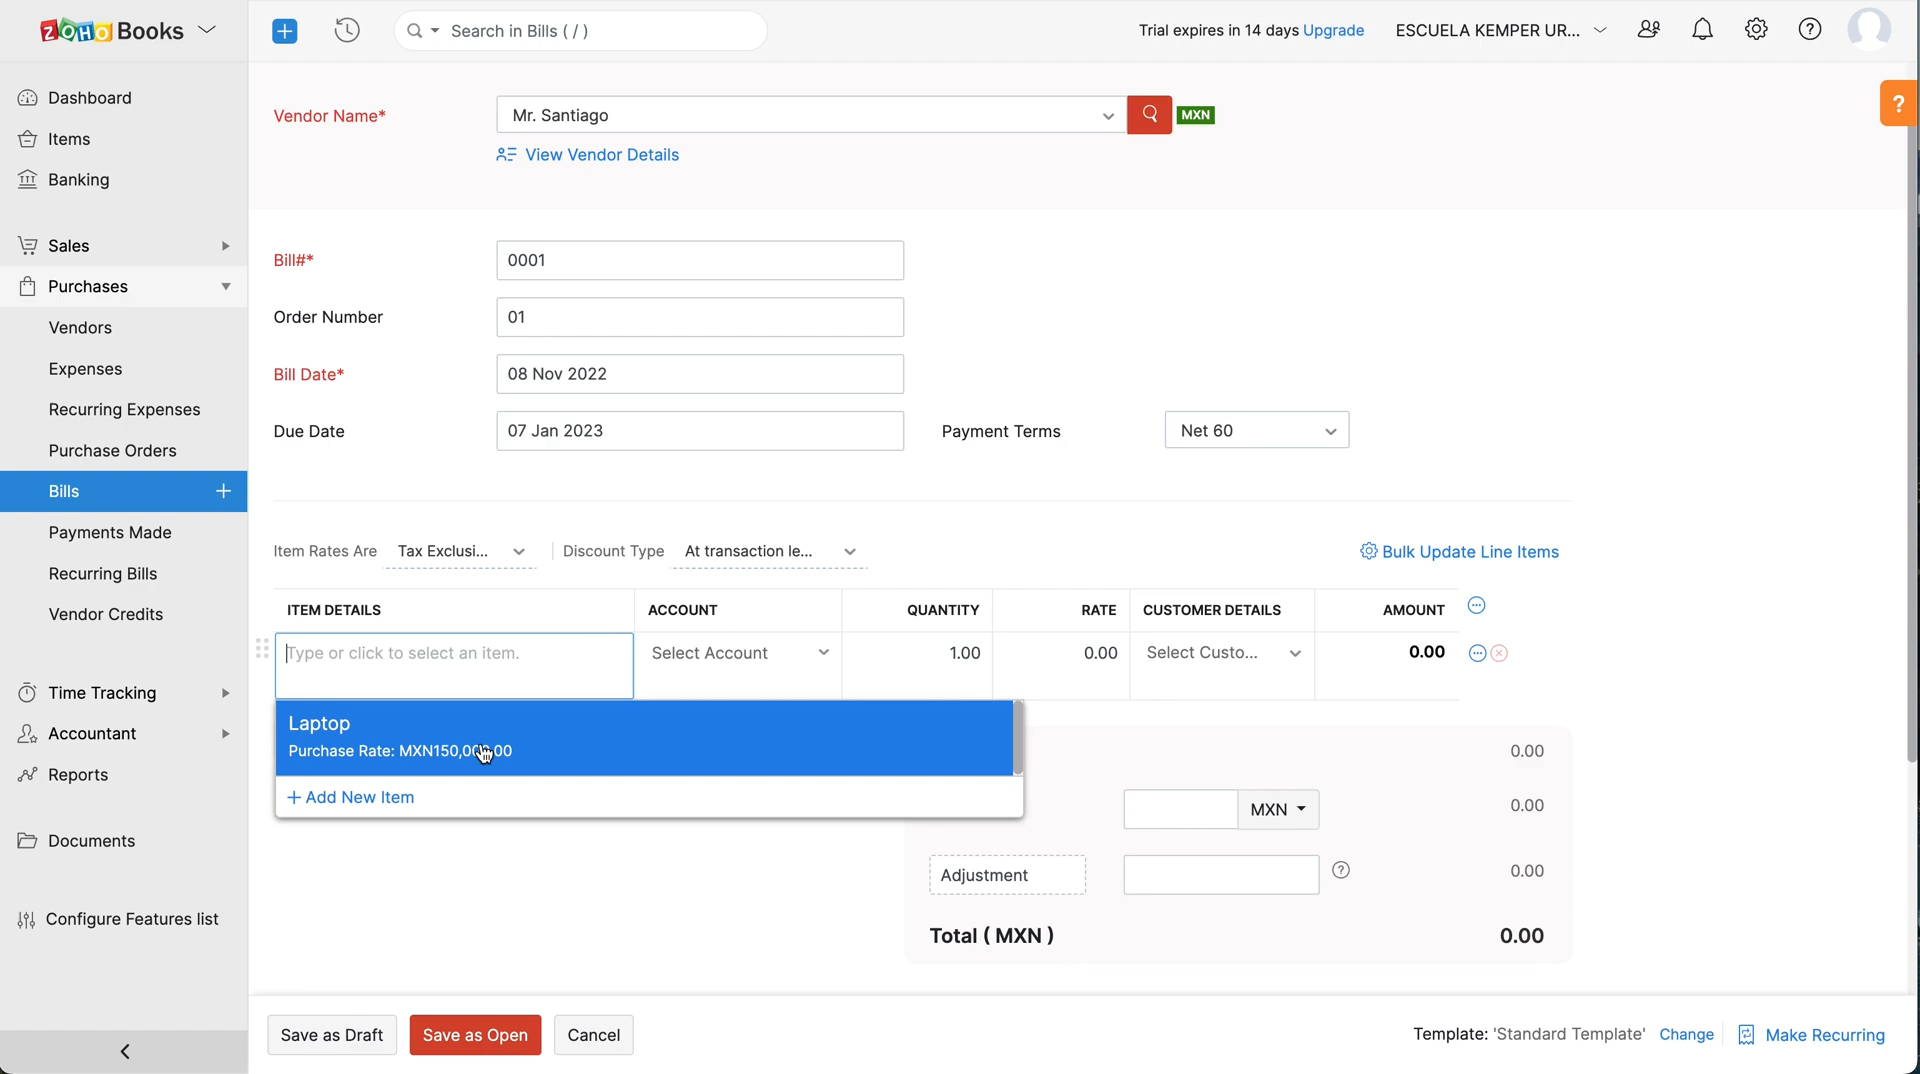 ZOHO Books
Search in Bills ( / )
Trial expires in 14 days Upgrade
ESCUELA KEMPER UR...
Dashboard
Items
Banking
Sales
Purchases
Vendors
Expenses
Recurring Expenses
Purchase Orders
Bills
Payments Made
Recurring Bills
Vendor Credits
Time Tracking
Accountant
Reports
Documents
Configure Features list
Vendor Name*
Mr. Santiago
MXN
View Vendor Details
?
Bill#*
0001
Order Number
01
Bill Date*
08 Nov 2022
Due Date
07 Jan 2023
Payment Terms
Net 60
Item Rates Are
Tax Exclusi...
Discount Type
At transaction le...
Bulk Update Line Items
ITEM DETAILS ACCOUNT QUANTITY RATE CUSTOMER DETAILS AMOUNT
Type or click to select an item. Select Account 1.00 0.00 Select Custo... 0.00
Laptop
Purchase Rate: MXN
+ Add New Item
0.00
MXN
0.00
Adjustment
0.00
Total ( MXN )
0.00
Save as Draft
Save as Open
Cancel
Template: 'Standard Template' Change
Make Recurring